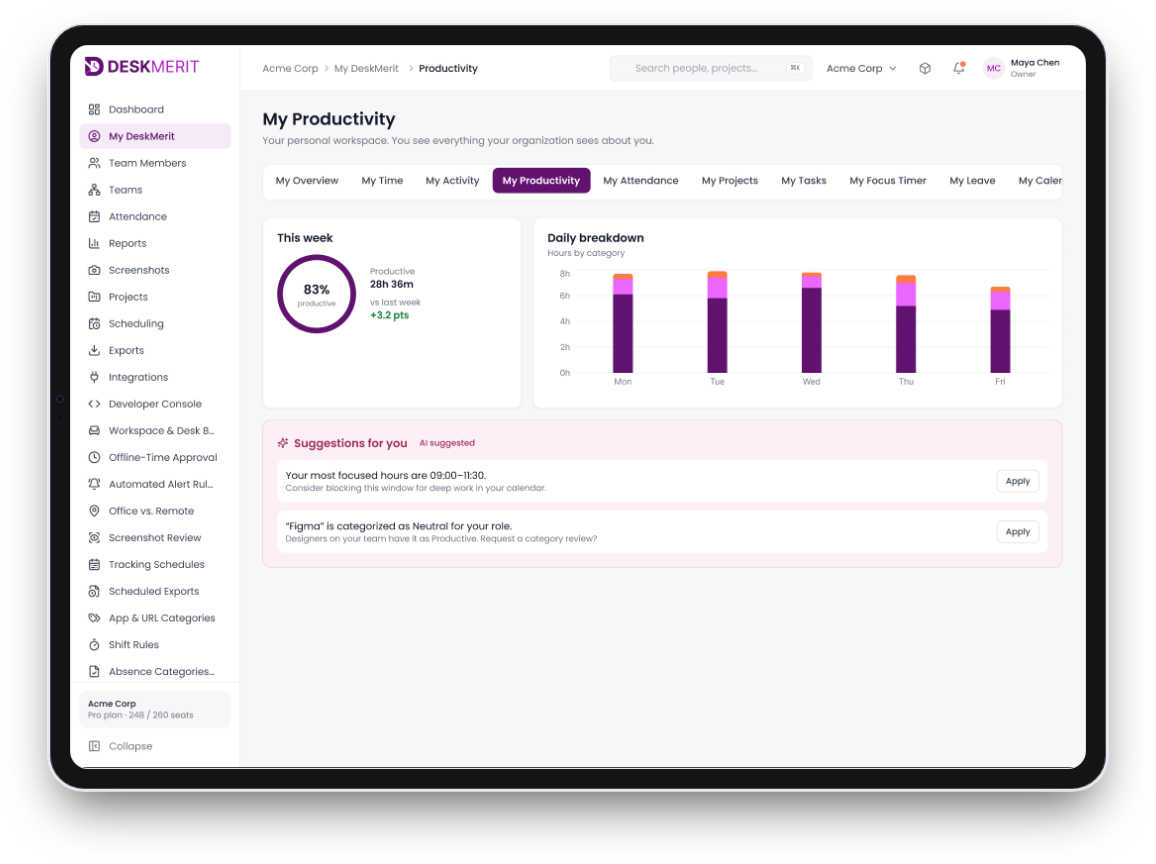 DESKMERIT
Acme Corp > My DeskMerit > Productivity
Search people, projects... ⌘K
Acme Corp
MC
Maya Chen
Owner
Dashboard
My DeskMerit
Team Members
Teams
Attendance
Reports
Screenshots
Projects
Scheduling
Exports
Integrations
Developer Console
Workspace & Desk B...
Offline-Time Approval
Automated Alert Rul...
Office vs. Remote
Screenshot Review
Tracking Schedules
Scheduled Exports
App & URL Categories
Shift Rules
Absence Categories...
Acme Corp
Pro plan · 248 / 260 seats
Collapse
My Productivity
Your personal workspace. You see everything your organization sees about you.
My Overview My Time My Activity My Productivity My Attendance My Projects My Tasks My Focus Timer My Leave My Caler
This week
83%
productive
Productive
28h 36m
vs last week
+3.2 pts
Daily breakdown
Hours by category
8h
6h
4h
2h
0h
Mon Tue Wed Thu Fri
Suggestions for you AI suggested
Your most focused hours are 09:00–11:30.
Consider blocking this window for deep work in your calendar.
Apply
“Figma” is categorized as Neutral for your role.
Designers on your team have it as Productive. Request a category review?
Apply